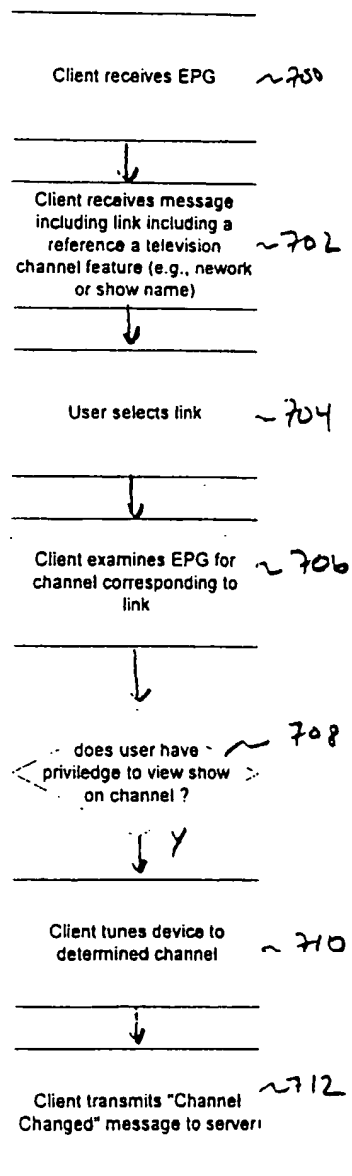 Client receives EPG ~700
Client receives message
including link including a
reference a television ~702
channel feature (e.g., nework
or show name)
User selects link ~704
Client examines EPG for ~706
channel corresponding to
link
does user have 708
priviledge to view show
on channel ?
Y
Client tunes device to
determined channel ~710
Client transmits "Channel ~712
Changed" message to server